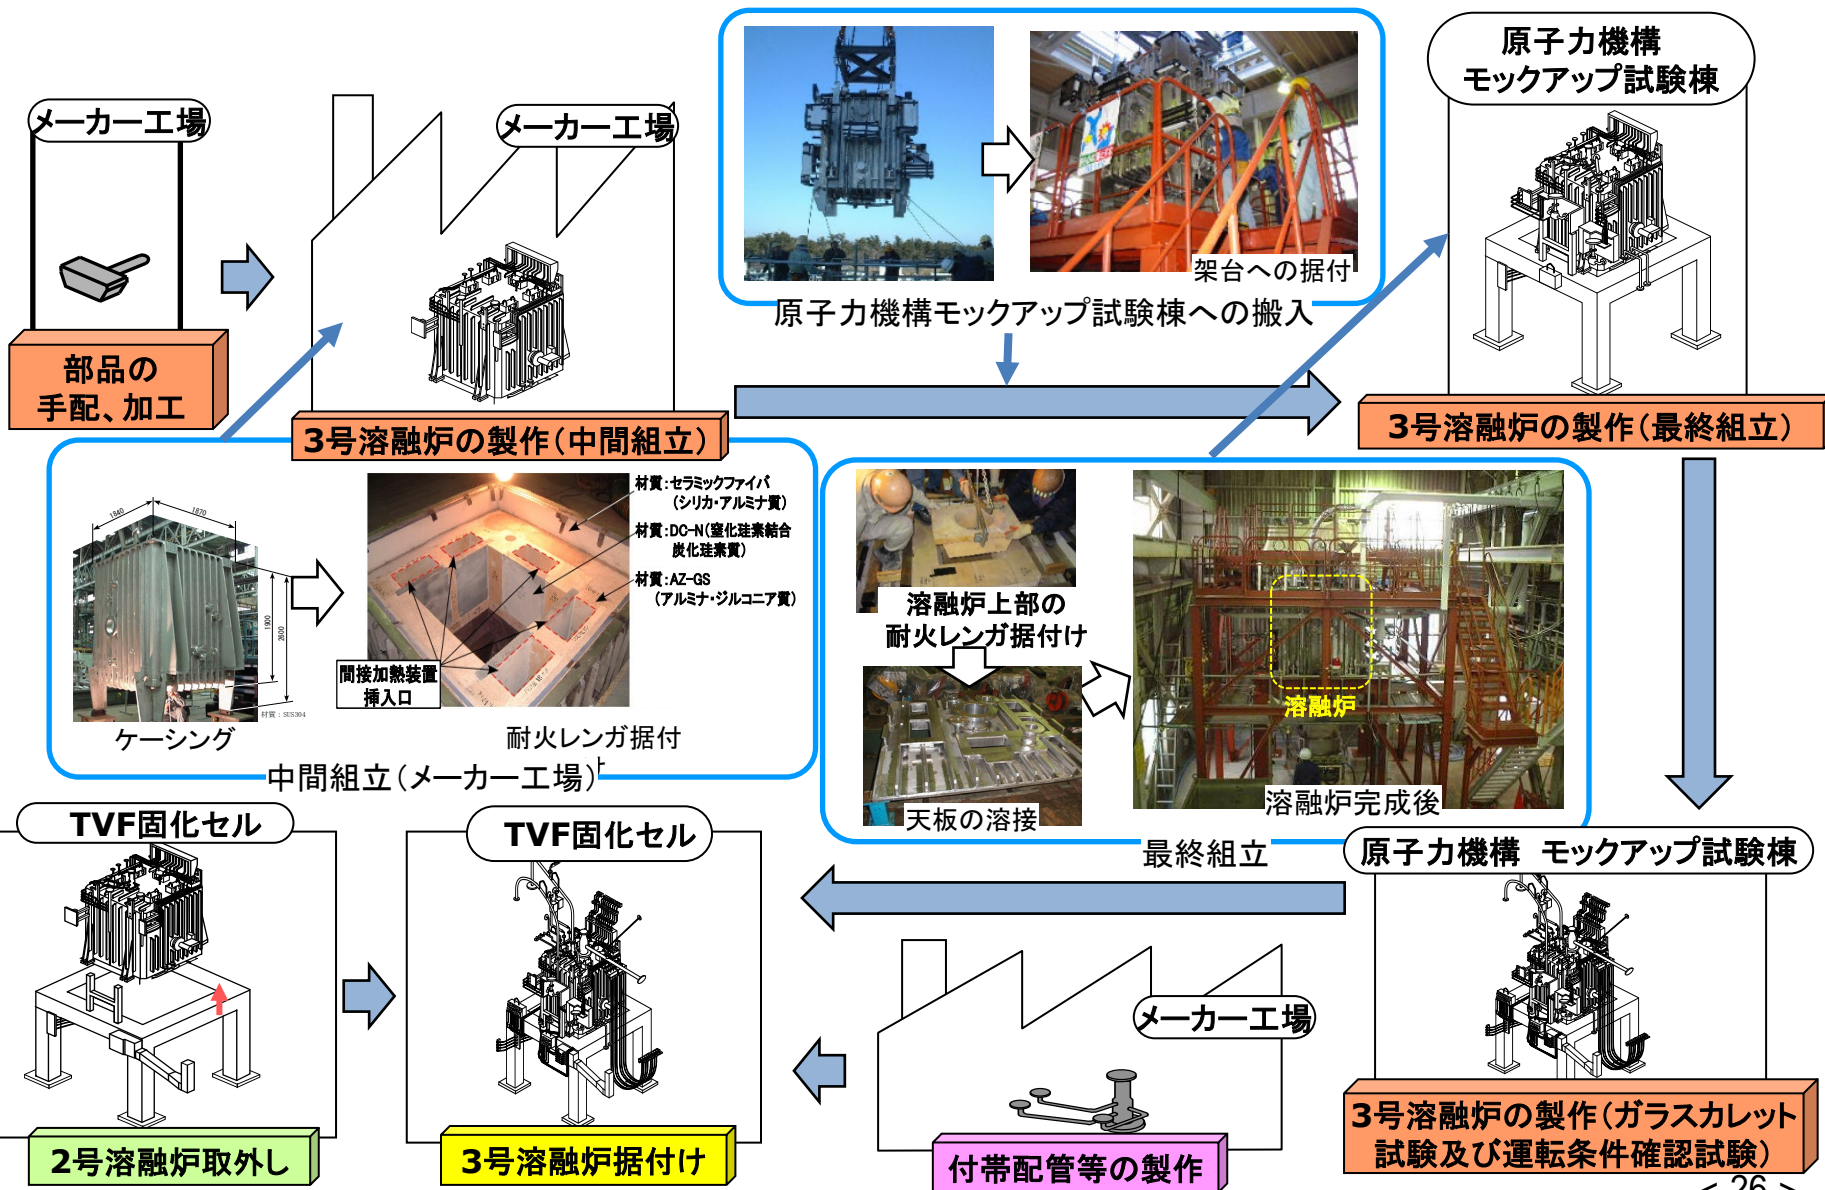 メーカー工場
部品の
手配、加工
メーカー工場
3号溶融炉の製作(中間組立)
架台への据付
原子力機構モックアップ試験棟への搬入
原子力機構
モックアップ試験棟
3号溶融炉の製作(最終組立)
1840
1870
1900
2600
材質:SUS304
ケーシング
材質:セラミックファイバ
(シリカ・アルミナ質)
材質:DC-N(窒化珪素結合
炭化珪素質)
材質:AZ-GS
(アルミナ・ジルコニア質)
間接加熱装置
挿入口
耐火レンガ据付
け
中間組立(メーカー工場)
溶融炉上部の
耐火レンガ据付け
天板の溶接
溶融炉
溶融炉完成後
最終組立
原子力機構 モックアップ試験棟
3号溶融炉の製作(ガラスカレット
試験及び運転条件確認試験)
TVF固化セル
2号溶融炉取外し
TVF固化セル
3号溶融炉据付け
メーカー工場
付帯配管等の製作
< 26 >